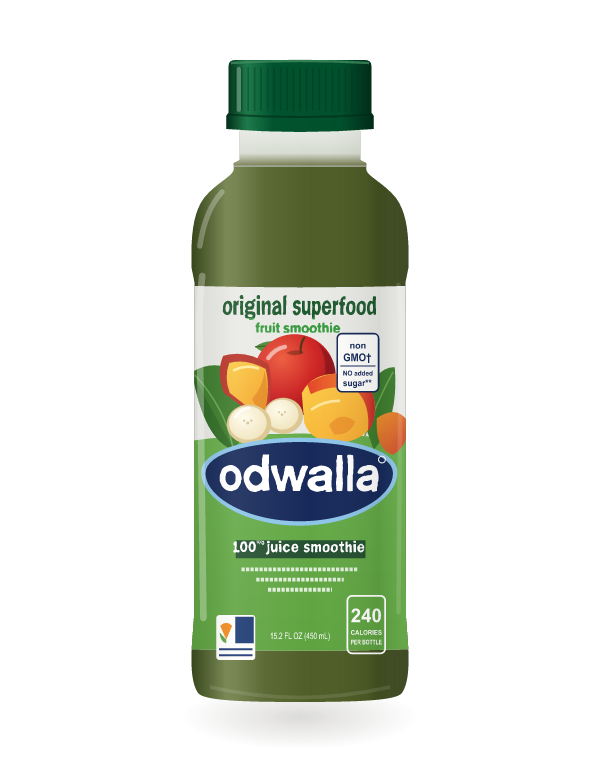 original superfood
fruit smoothie
non
GMO†
NO added
sugar**
odwalla
100% juice smoothie
240
CALORIES
PER BOTTLE
15.2 FL OZ (450 mL)